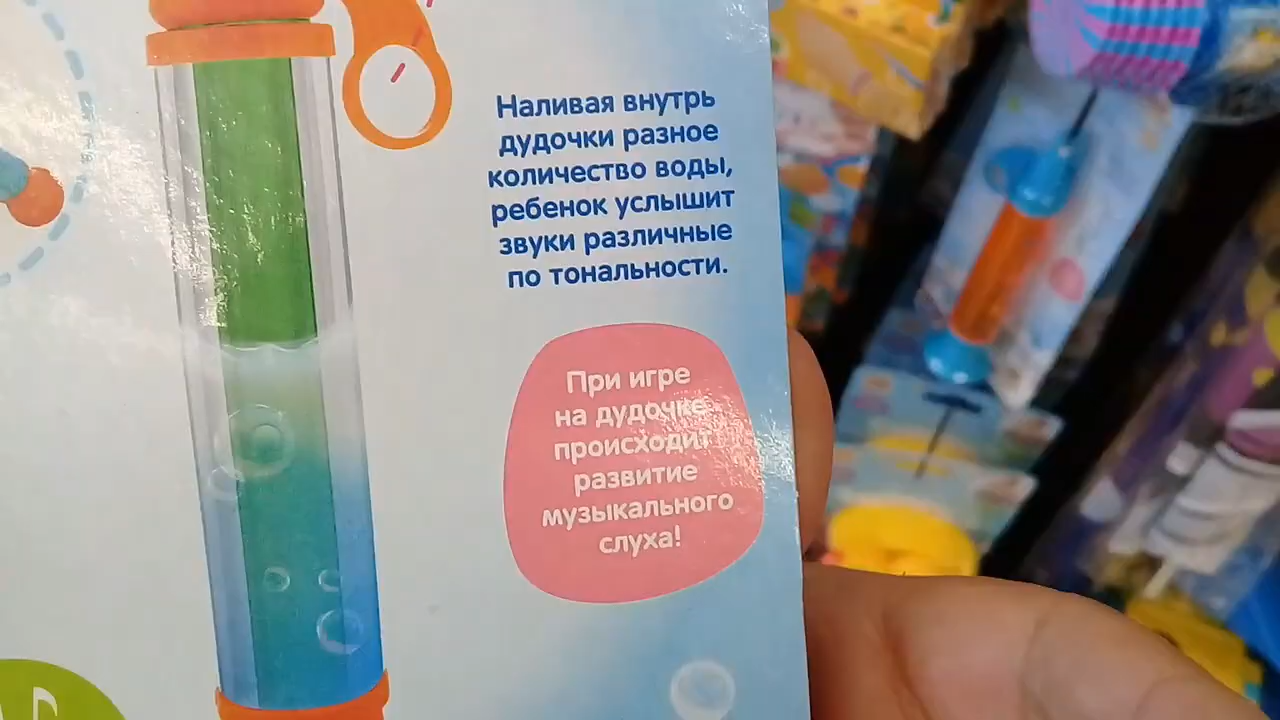 Наливая внутрь
дудочки разное
количество воды,
ребенок услышит
звуки различные
по тональности.
При игре
на дудочке
происходит
развитие
музыкального
слуха!